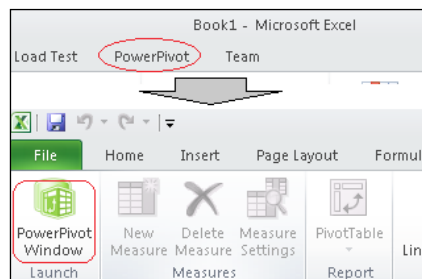 Book1 - Microsoft Excel
Load Test PowerPivot Team
File Home Insert Page Layout Formul
PowerPivot New Delete Measure PivotTable
Window Measure Measure Settings Lin
Launch Measures Report